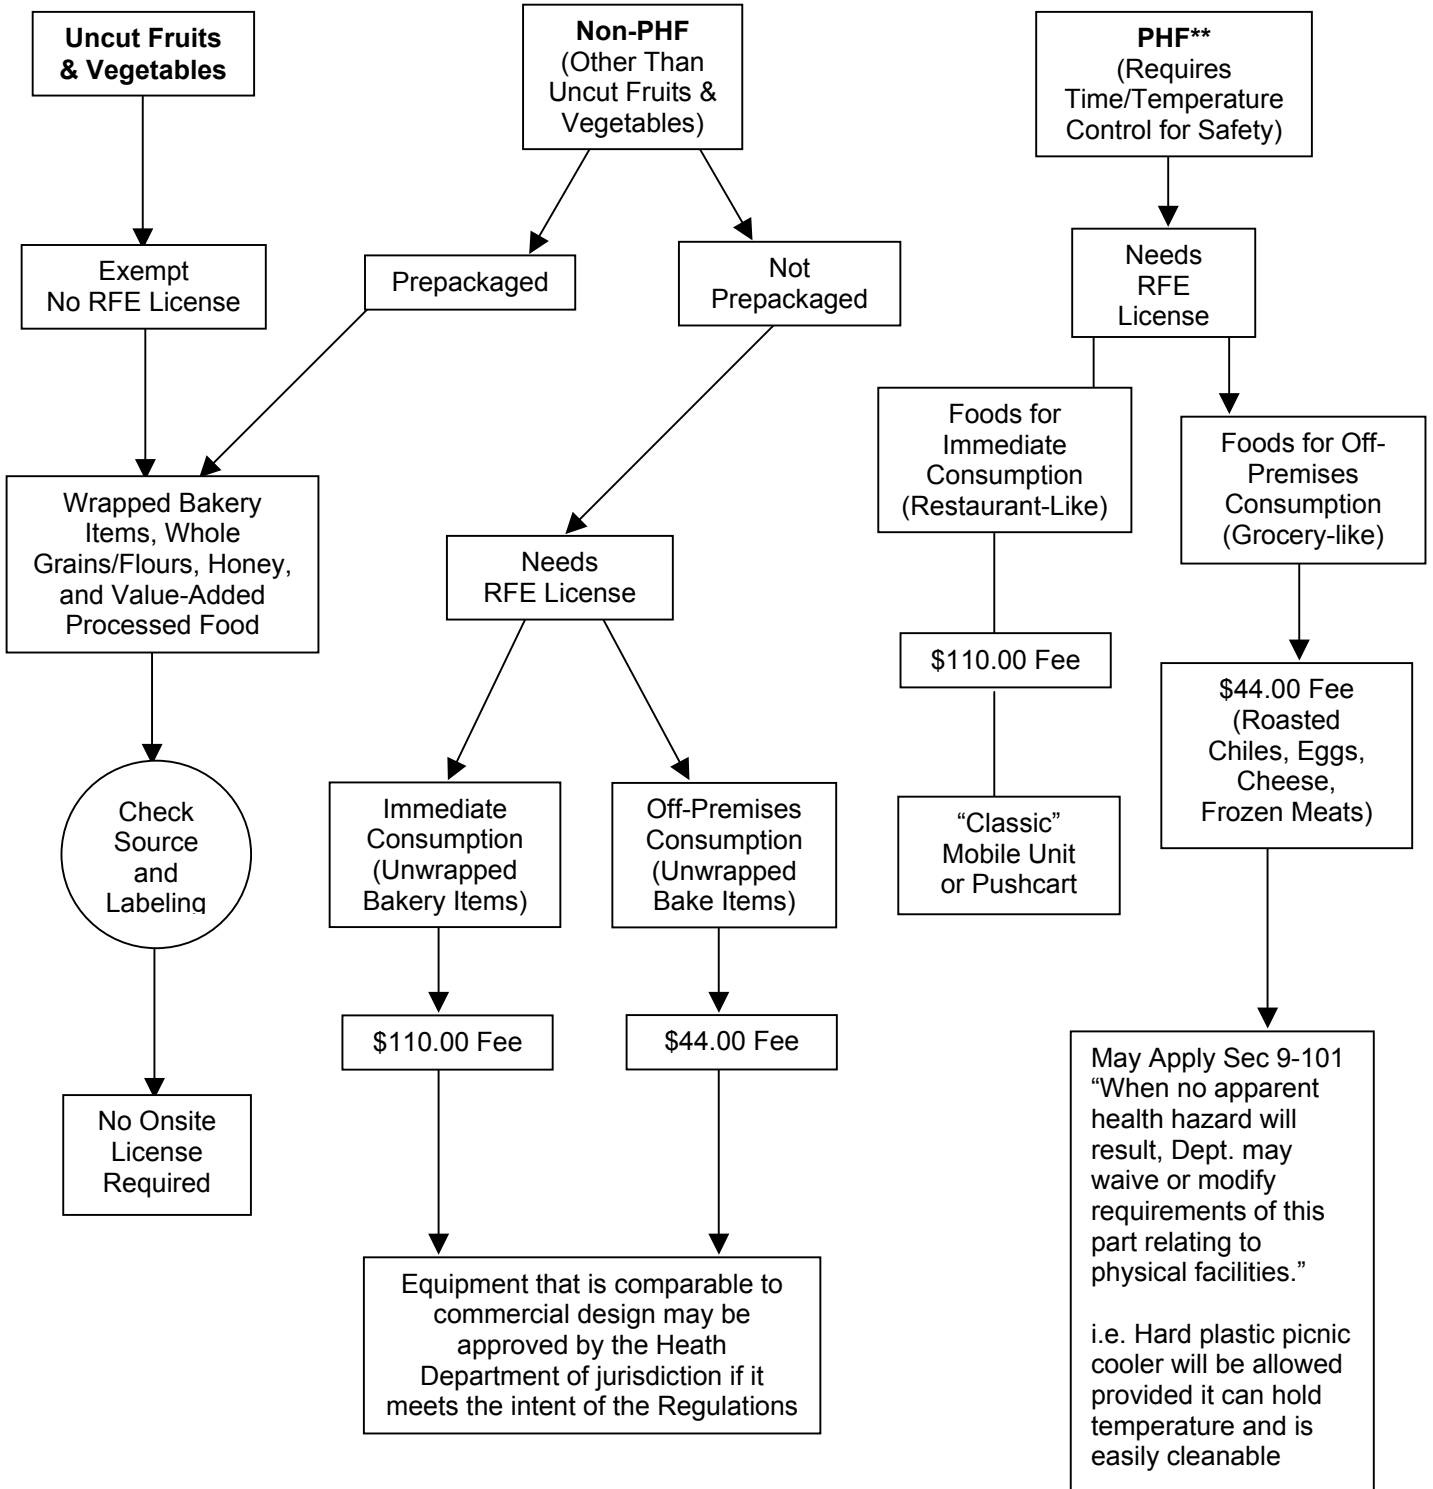 Uncut Fruits
& Vegetables
Non-PHF
(Other Than
Uncut Fruits &
Vegetables)
PHF**
(Requires
Time/Temperature
Control for Safety)
Exempt
No RFE License
Prepackaged
Not
Prepackaged
Needs
RFE
License
Foods for
Immediate
Consumption
(Restaurant-Like)
Foods for Off-
Premises
Consumption
(Grocery-like)
Wrapped Bakery
Items, Whole
Grains/Flours, Honey,
and Value-Added
Processed Food
Needs
RFE License
$110.00 Fee
$44.00 Fee
(Roasted
Chiles, Eggs,
Cheese,
Frozen Meats)
Check
Source
and
Labeling
Immediate
Consumption
(Unwrapped
Bakery Items)
Off-Premises
Consumption
(Unwrapped
Bake Items)
“Classic”
Mobile Unit
or Pushcart
$110.00 Fee
$44.00 Fee
No Onsite
License
Required
May Apply Sec 9-101
“When no apparent
health hazard will
result, Dept. may
waive or modify
requirements of this
part relating to
physical facilities.”
i.e. Hard plastic picnic
cooler will be allowed
provided it can hold
temperature and is
easily cleanable
Equipment that is comparable to
commercial design may be
approved by the Heath
Department of jurisdiction if it
meets the intent of the Regulations